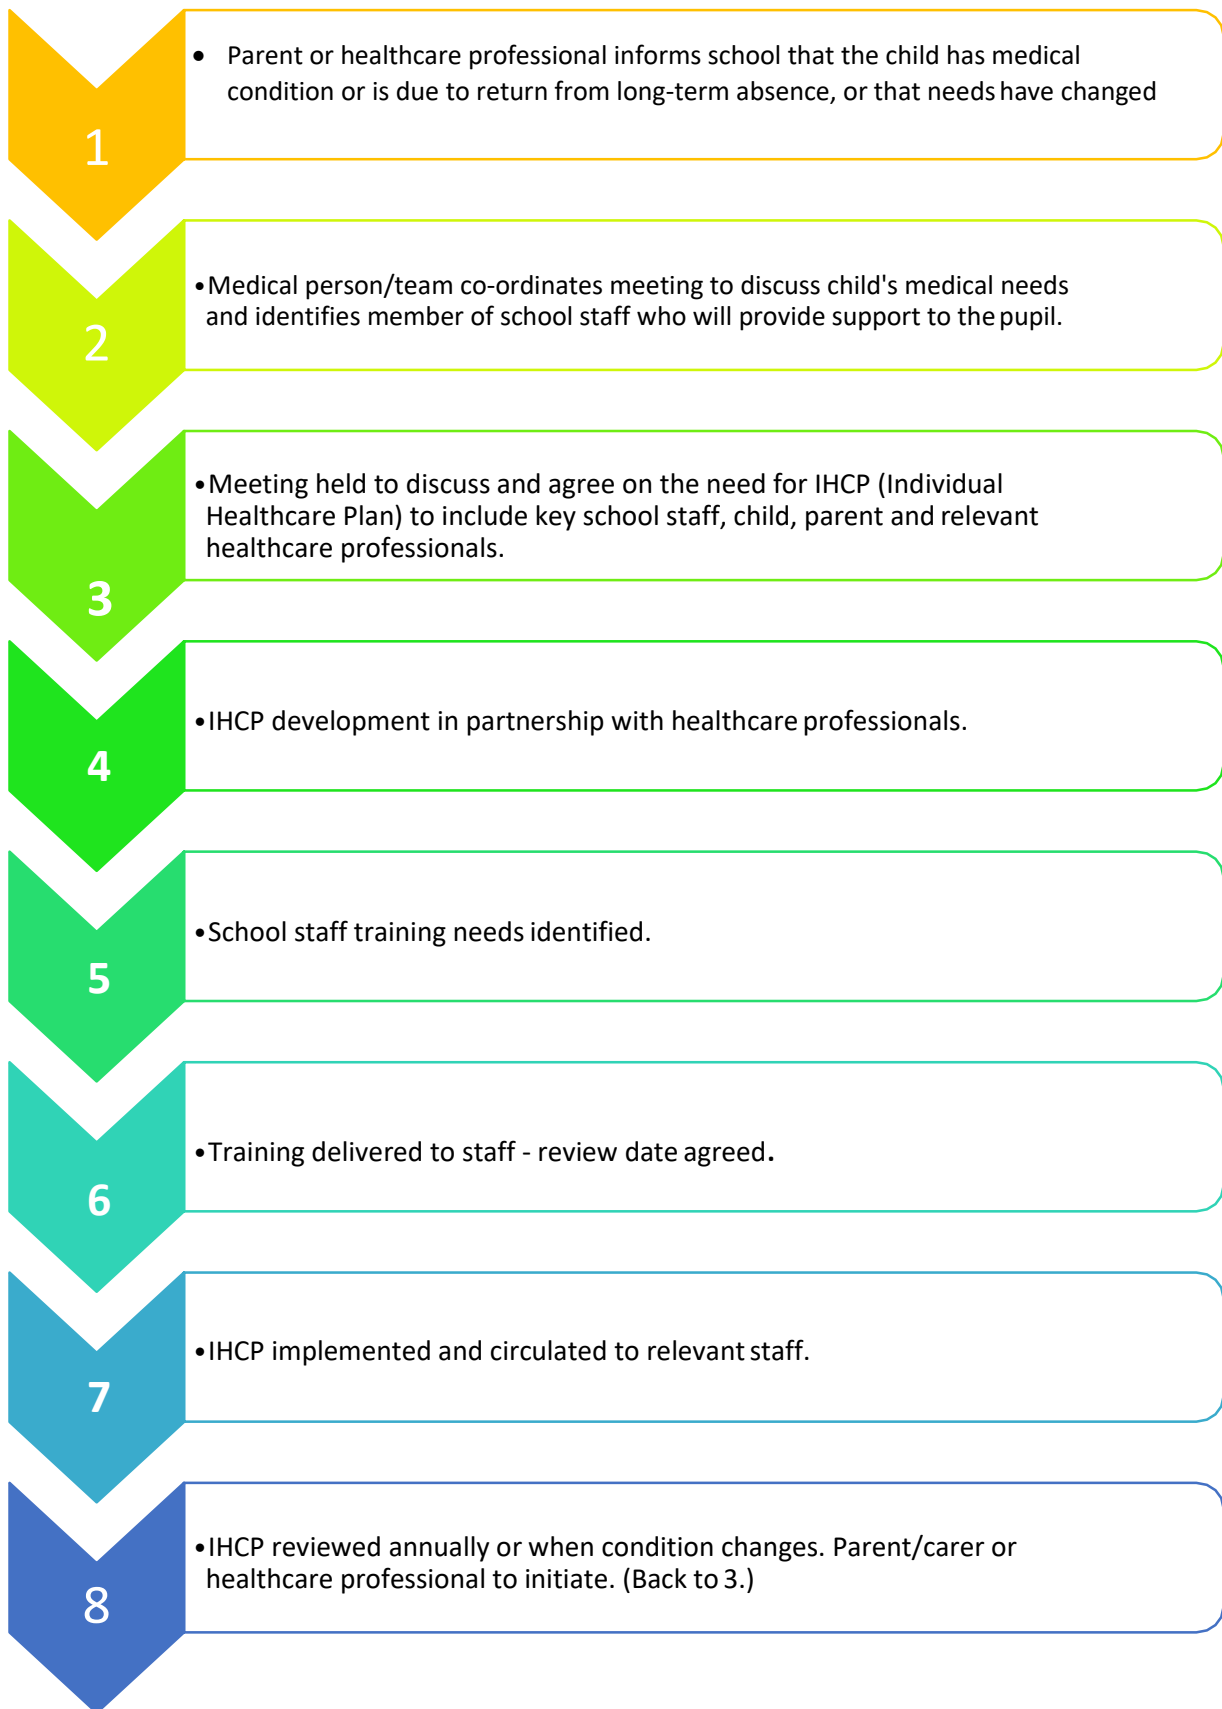 1
• Parent or healthcare professional informs school that the child has medical
condition or is due to return from long-term absence, or that needs have changed
2
•Medical person/team co-ordinates meeting to discuss child's medical needs
and identifies member of school staff who will provide support to the pupil.
3
•Meeting held to discuss and agree on the need for IHCP (Individual
Healthcare Plan) to include key school staff, child, parent and relevant
healthcare professionals.
4
•IHCP development in partnership with healthcare professionals.
5
•School staff training needs identified.
6
•Training delivered to staff - review date agreed.
7
•IHCP implemented and circulated to relevant staff.
8
•IHCP reviewed annually or when condition changes. Parent/carer or
healthcare professional to initiate. (Back to 3.)